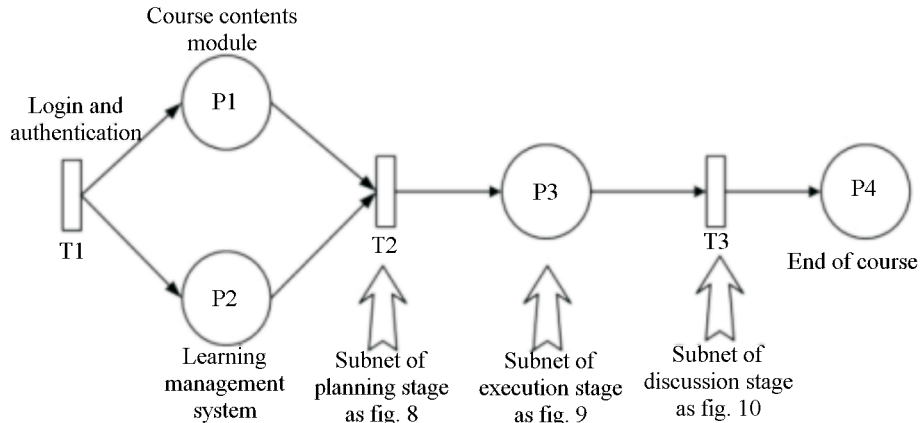 Course contents
module
P1
Login and
authentication
T1
P2
Learning
management
system
T2
Subnet of
planning stage
as fig. 8
P3
Subnet of
execution stage
as fig. 9
T3
Subnet of
discussion stage
as fig. 10
P4
End of course